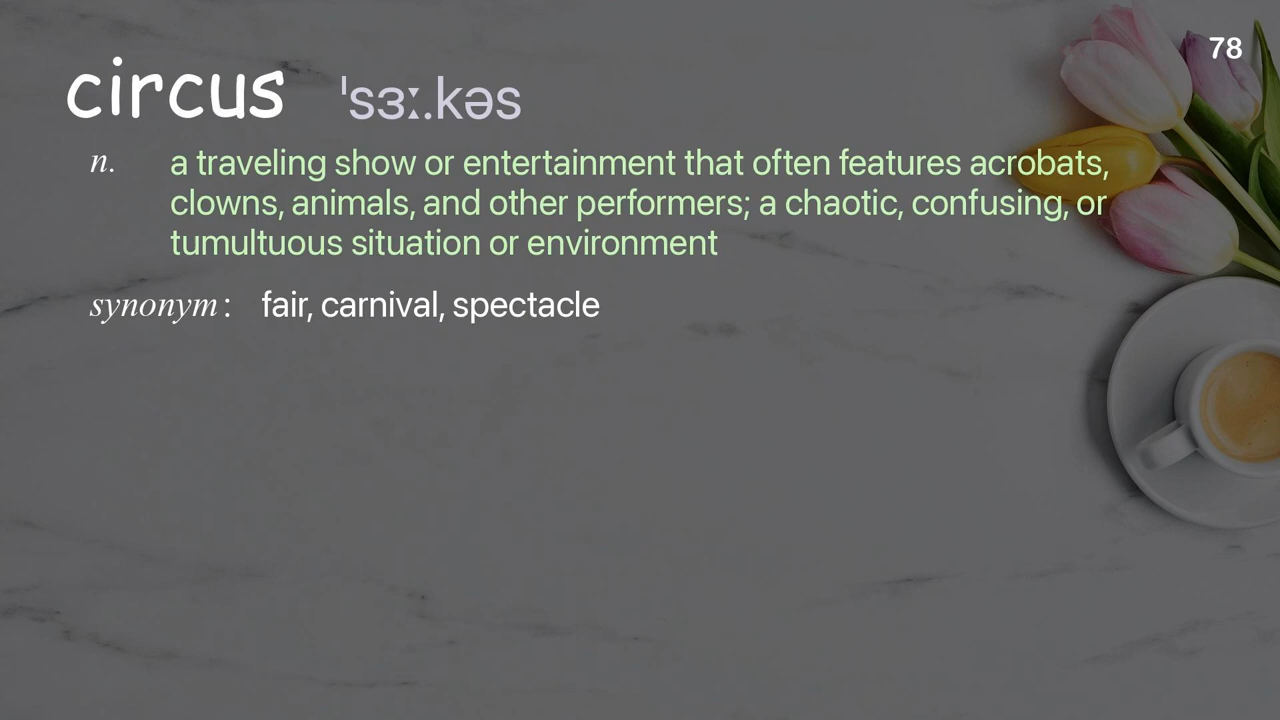 78
circus ˈsɜː.kəs
n. a traveling show or entertainment that often features acrobats,
clowns, animals, and other performers; a chaotic, confusing, or
tumultuous situation or environment
synonym: fair, carnival, spectacle